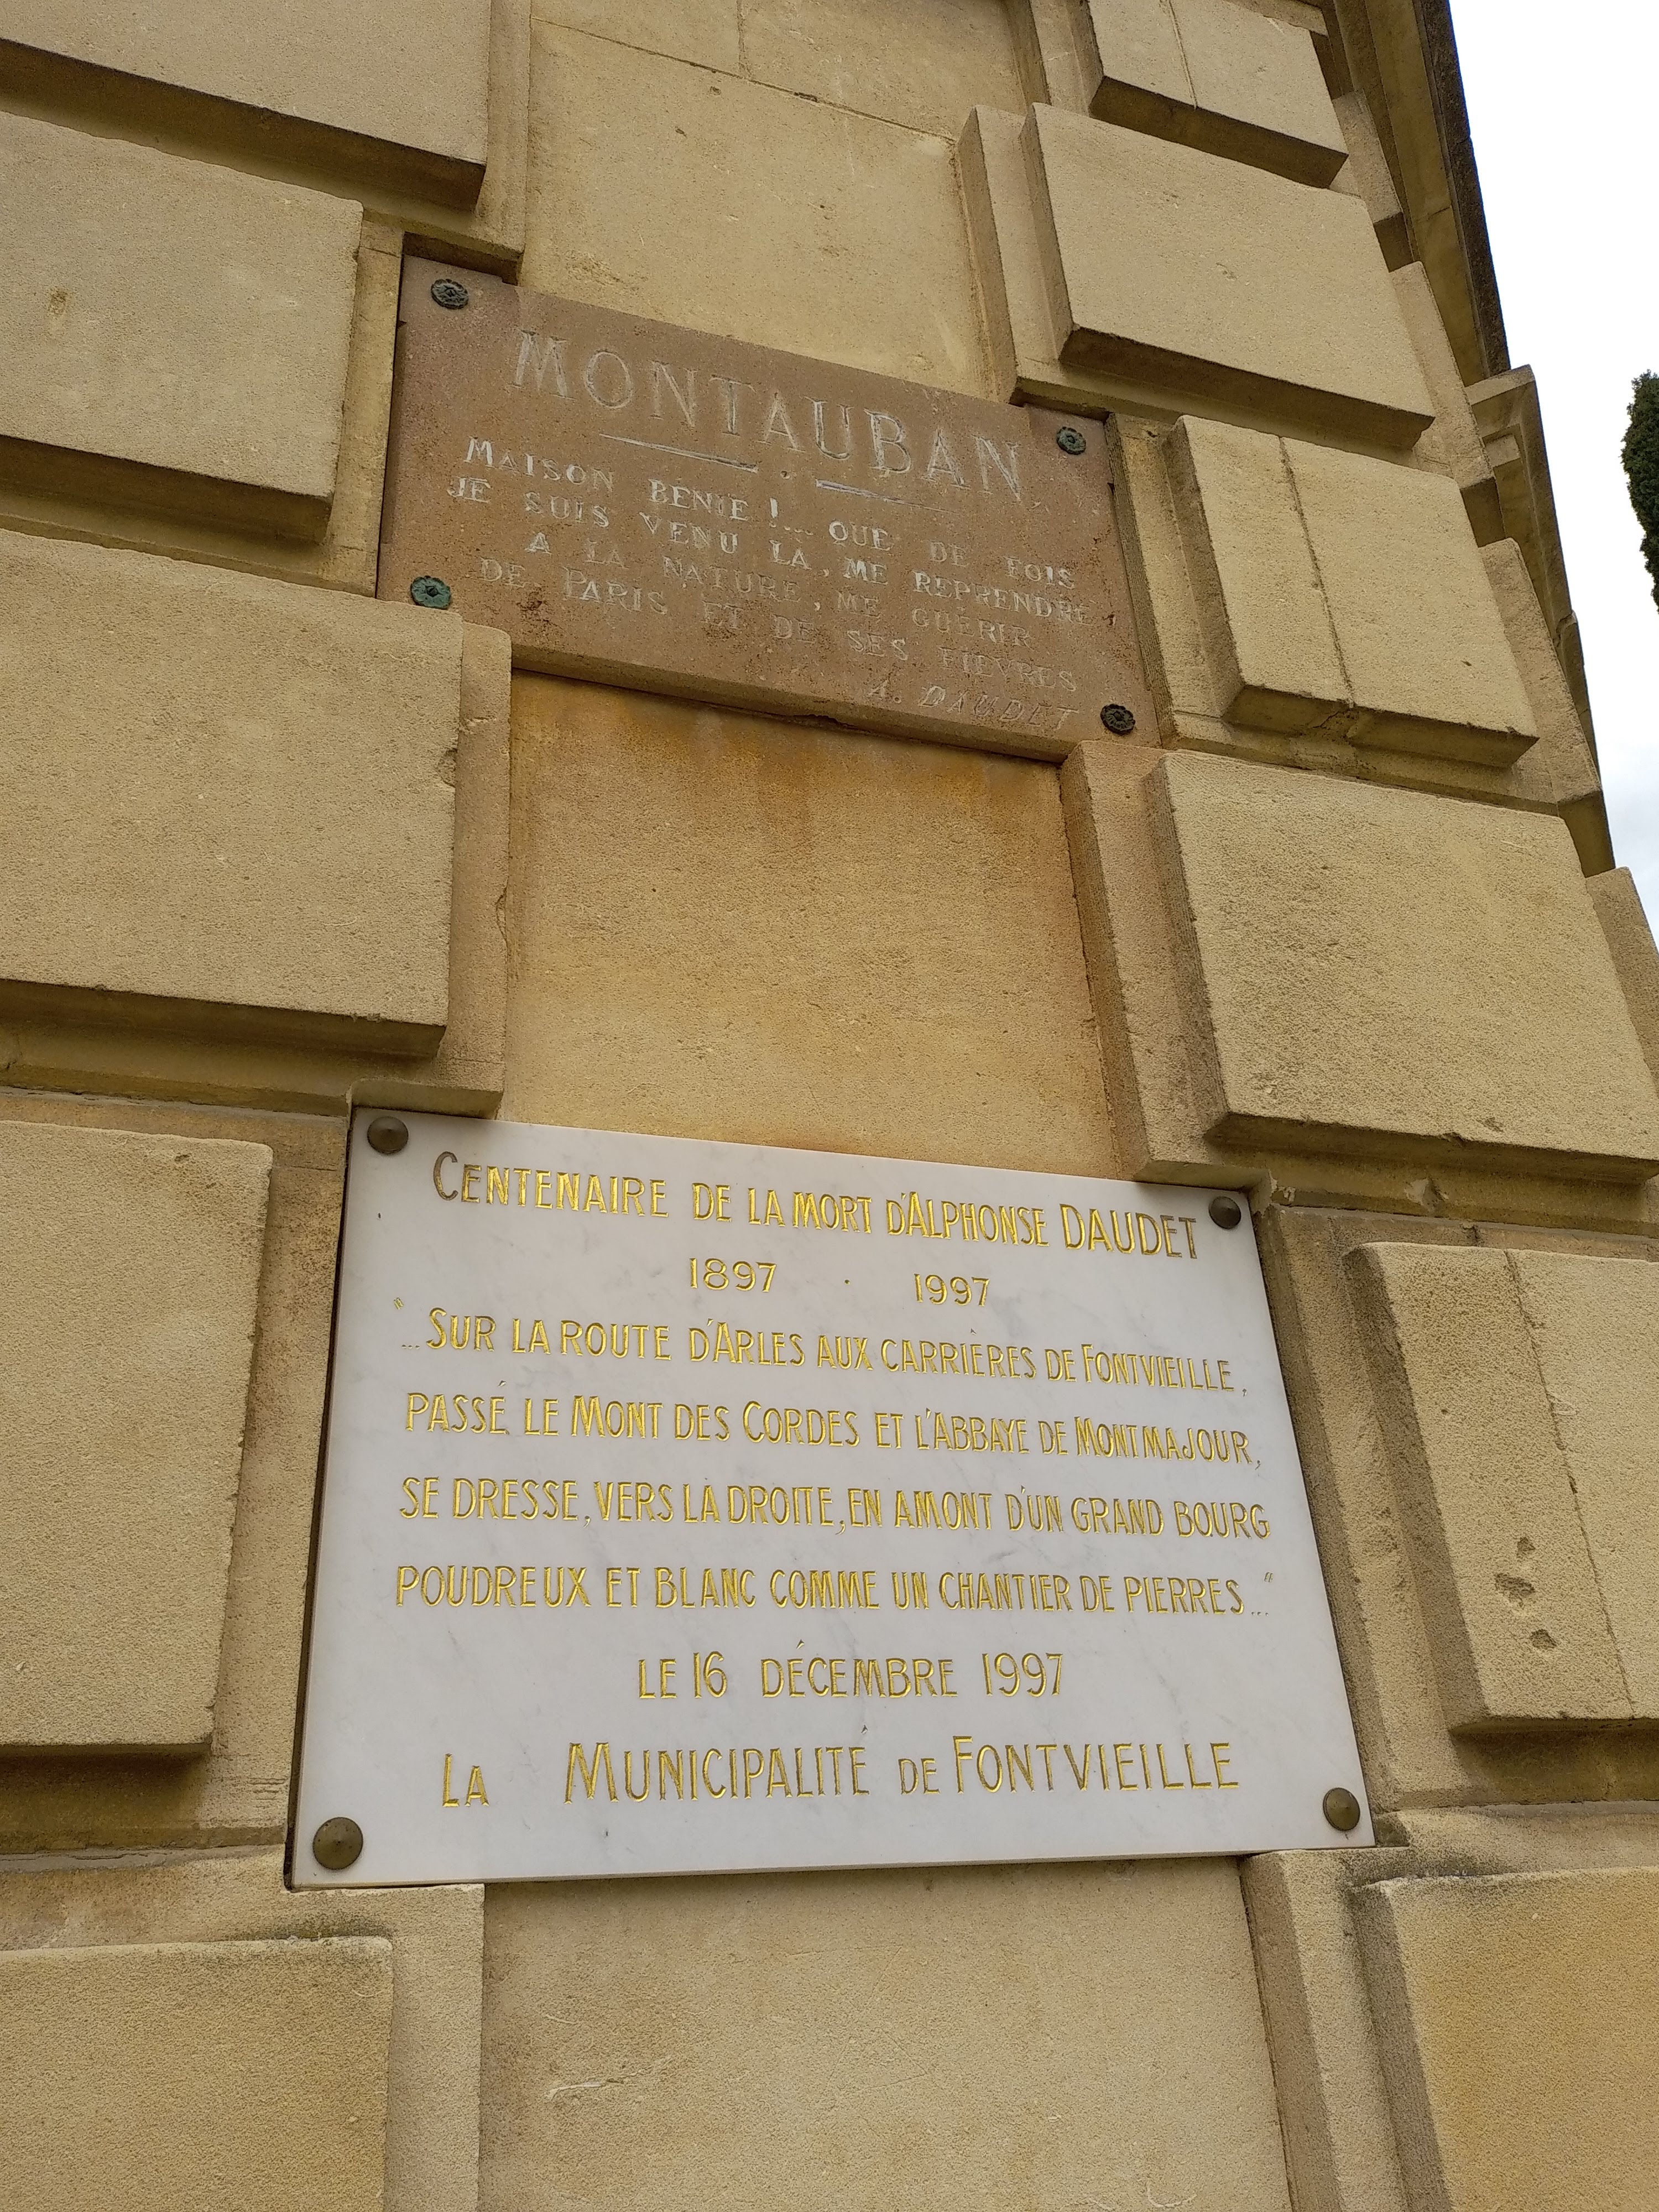 MONTAUBAN
MAISON BENIE !... QUE DE FOIS
JE SUIS VENU LA, ME REPRENDRE,
A LA NATURE, ME GUERIR
DE PARIS ET DE SES FIEVRES
A. DAUDET
CENTENAIRE DE LA MORT D'ALPHONSE DAUDET
1897 · 1997
"...SUR LA ROUTE D'ARLES AUX CARRIÈRES DE FONTVIEILLE,
PASSÉ LE MONT DES CORDES ET L'ABBAYE DE MONTMAJOUR,
SE DRESSE, VERS LA DROITE, EN AMONT D'UN GRAND BOURG
POUDREUX ET BLANC COMME UN CHANTIER DE PIERRES..."
LE 16 DÉCEMBRE 1997
LA MUNICIPALITÉ DE FONTVIEILLE